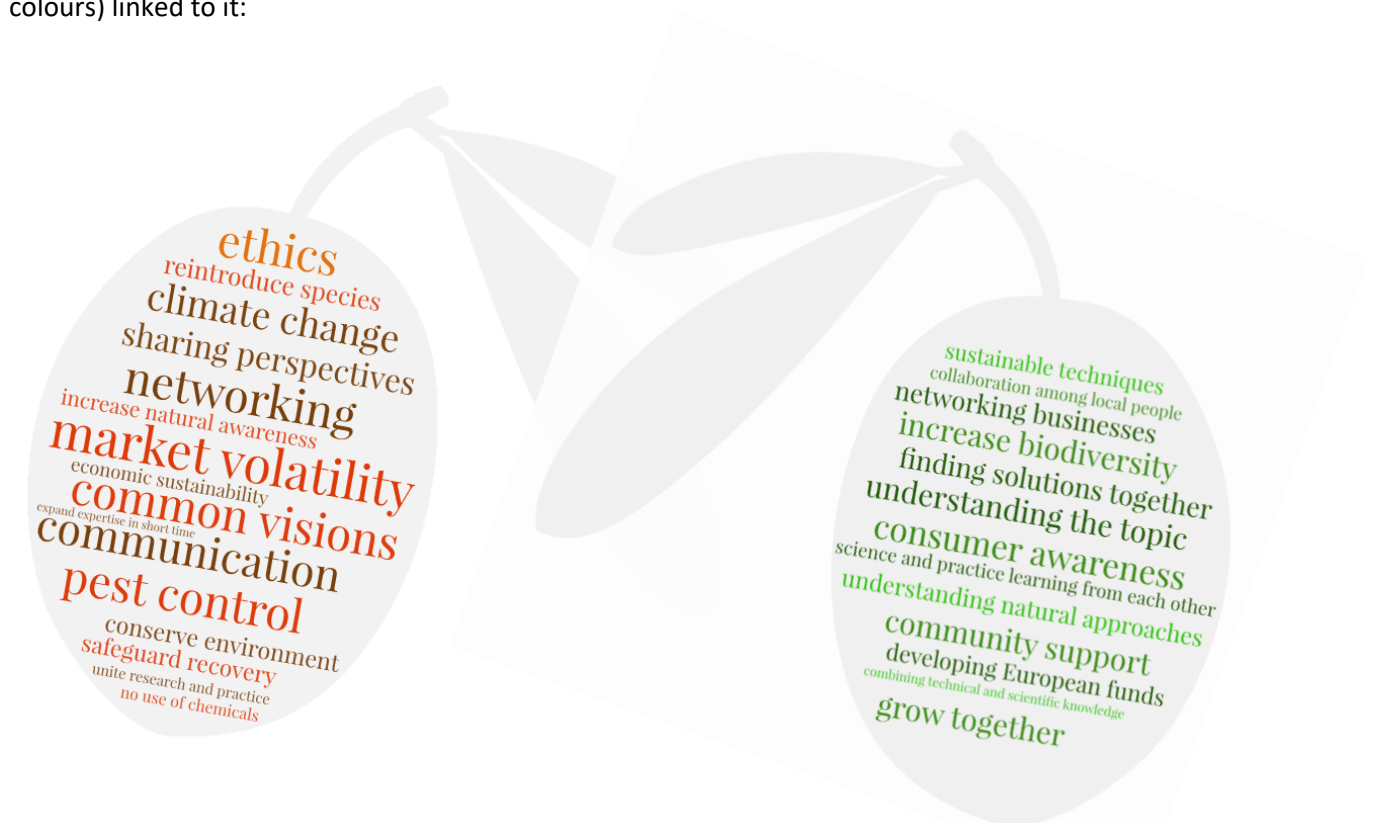 colours) linked to it:
ethics
reintroduce species
climate change
sharing perspectives
networking
increase natural awareness
market volatility
economic sustainability
common visions
expand expertise in short time
communication
pest control
conserve environment
safeguard recovery
unite research and practice
no use of chemicals
sustainable techniques
collaboration among local people
networking businesses
increase biodiversity
finding solutions together
understanding the topic
consumer awareness
science and practice learning from each other
understanding natural approaches
community support
developing European funds
combining technical and scientific knowledge
grow together